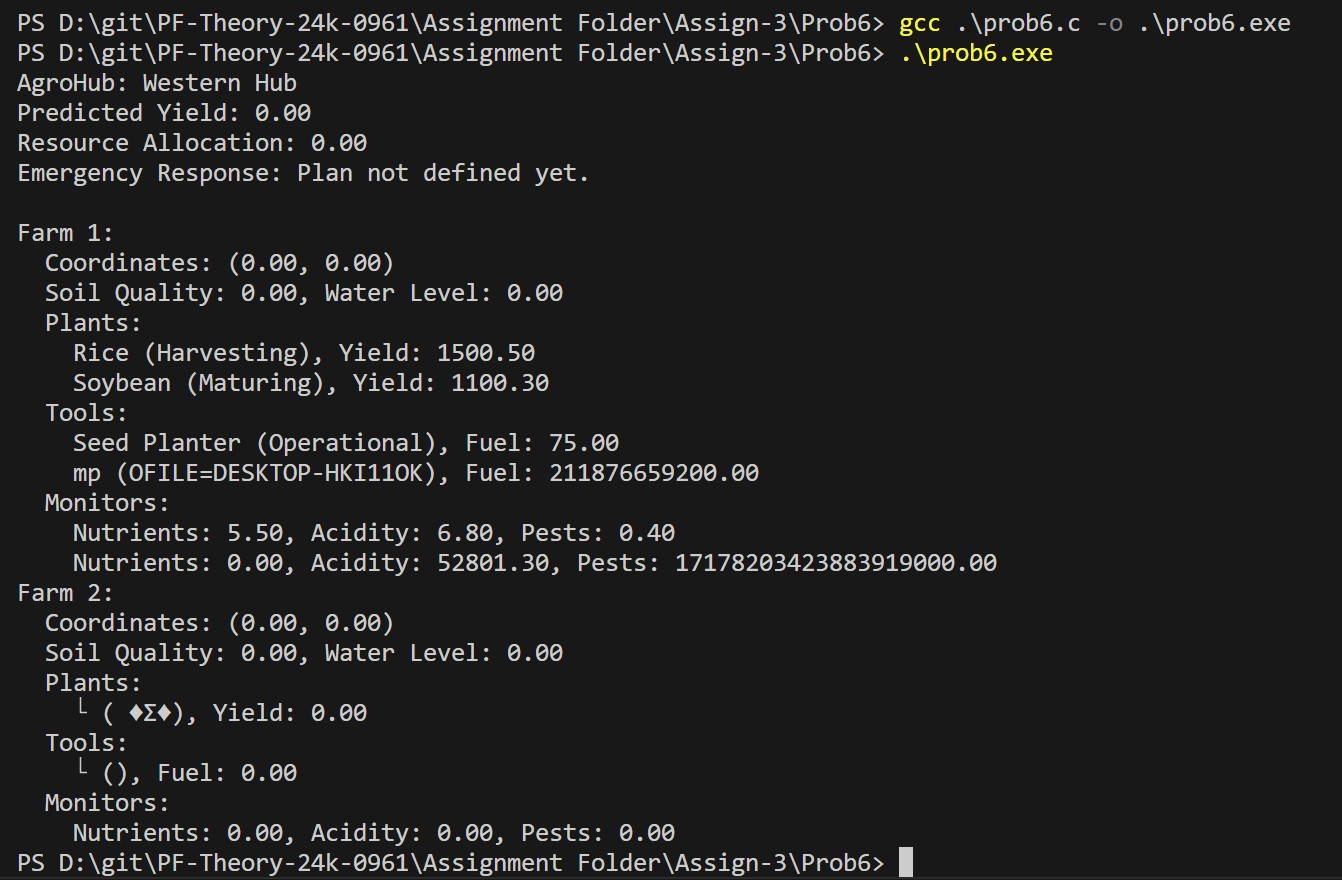 PS D:\git\PF-Theory-24k-0961\Assignment Folder\Assign-3\Prob6> gcc .\prob6.c -o .\prob6.exe
PS D:\git\PF-Theory-24k-0961\Assignment Folder\Assign-3\Prob6> .\prob6.exe
AgroHub: Western Hub
Predicted Yield: 0.00
Resource Allocation: 0.00
Emergency Response: Plan not defined yet.

Farm 1:
  Coordinates: (0.00, 0.00)
  Soil Quality: 0.00, Water Level: 0.00
  Plants:
    Rice (Harvesting), Yield: 1500.50
    Soybean (Maturing), Yield: 1100.30
  Tools:
    Seed Planter (Operational), Fuel: 75.00
    mp (OFILE=DESKTOP-HKI11OK), Fuel: 211876659200.00
  Monitors:
    Nutrients: 5.50, Acidity: 6.80, Pests: 0.40
    Nutrients: 0.00, Acidity: 52801.30, Pests: 17178203423883919000.00
Farm 2:
  Coordinates: (0.00, 0.00)
  Soil Quality: 0.00, Water Level: 0.00
  Plants:
    └ ( ♦Σ♦), Yield: 0.00
  Tools:
    └ (), Fuel: 0.00
  Monitors:
    Nutrients: 0.00, Acidity: 0.00, Pests: 0.00
PS D:\git\PF-Theory-24k-0961\Assignment Folder\Assign-3\Prob6>